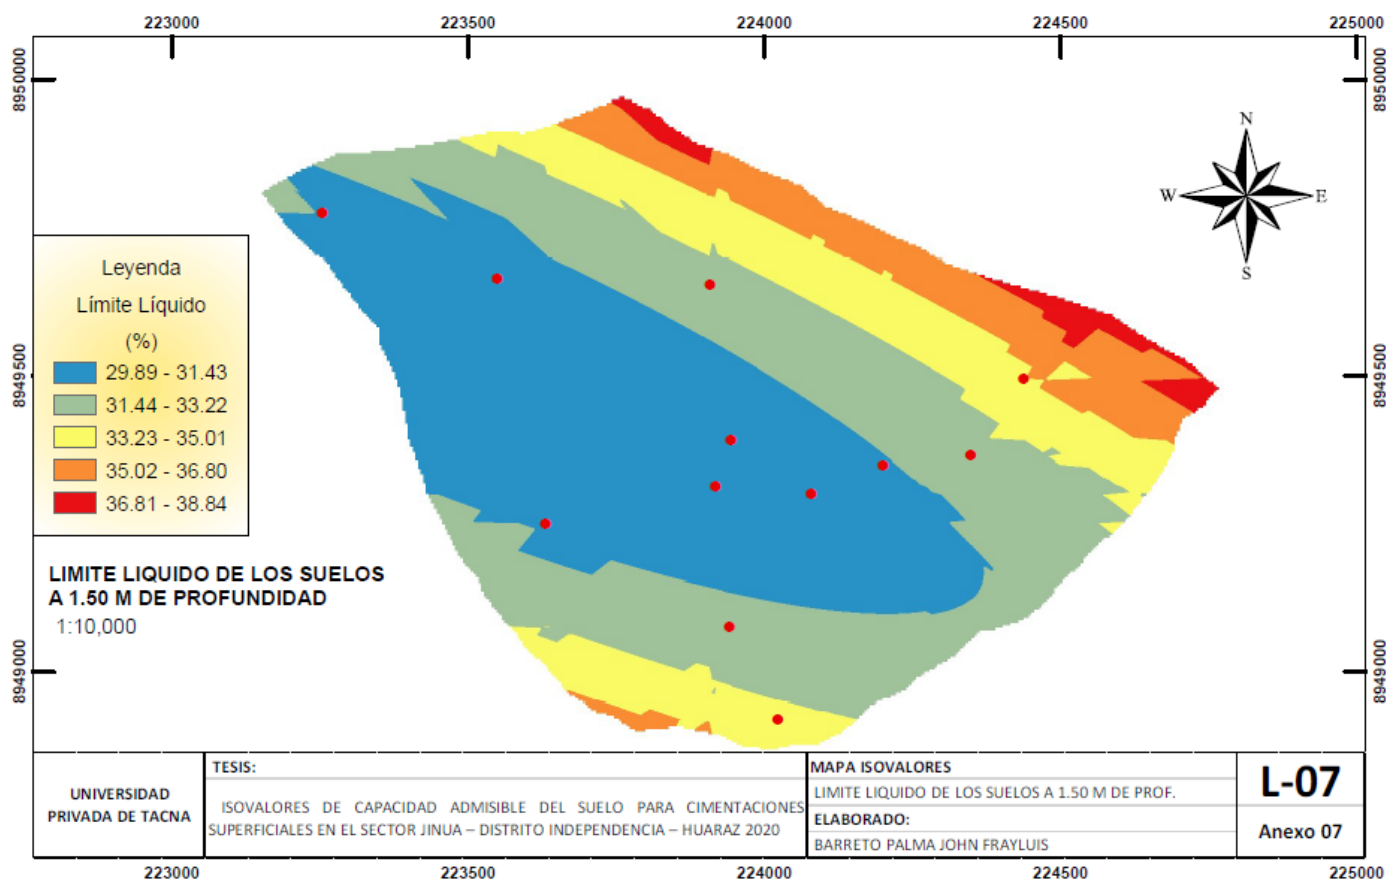 223000 223500 224000 224500 225000
8950000 8950000
N
W E
S
Leyenda
Límite Líquido
(%)
29.89 - 31.43
31.44 - 33.22
33.23 - 35.01
35.02 - 36.80
36.81 - 38.84
8949500 8949500
LIMITE LIQUIDO DE LOS SUELOS
A 1.50 M DE PROFUNDIDAD
1:10,000
8949000 8949000
UNIVERSIDAD
PRIVADA DE TACNA
TESIS:
ISOVALORES DE CAPACIDAD ADMISIBLE DEL SUELO PARA CIMENTACIONES
SUPERFICIALES EN EL SECTOR JINUA – DISTRITO INDEPENDENCIA – HUARAZ 2020
MAPA ISOVALORES
LIMITE LIQUIDO DE LOS SUELOS A 1.50 M DE PROF.
ELABORADO:
BARRETO PALMA JOHN FRAYLUIS
L-07
Anexo 07
223000 223500 224000 224500 225000